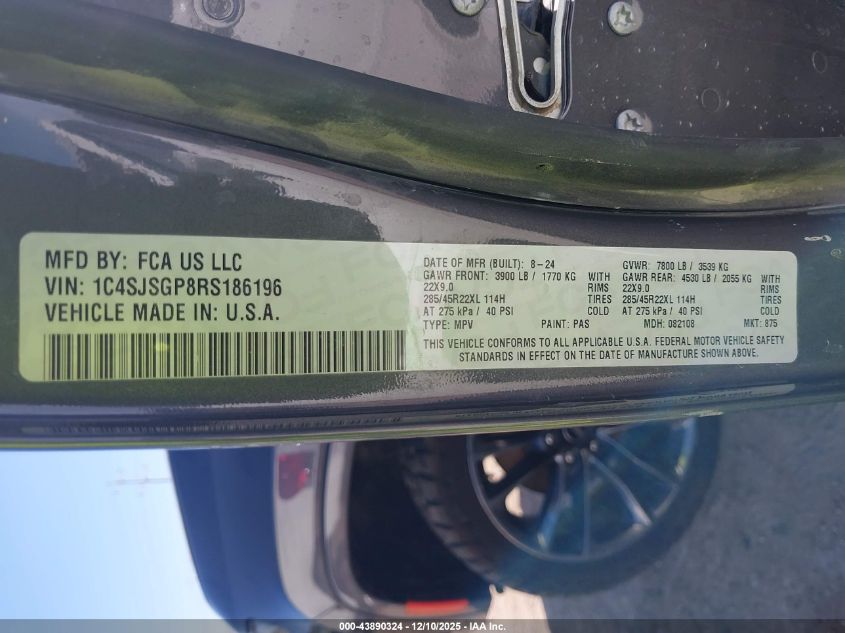 MFD BY: FCA US LLC
VIN: 1C4SJSGP8RS186196
VEHICLE MADE IN: U.S.A.
DATE OF MFR (BUILT): 8-24 GVWR: 7800 LB / 3539 KG
GAWR FRONT: 3900 LB / 1770 KG WITH GAWR REAR: 4530 LB / 2055 KG WITH
22X9.0 RIMS 22X9.0 RIMS
285/45R22XL 114H TIRES 285/45R22XL 114H TIRES
AT 275 kPa / 40 PSI COLD AT 275 kPa / 40 PSI COLD
TYPE: MPV PAINT: PAS MDH: 082108 MKT: 875
THIS VEHICLE CONFORMS TO ALL APPLICABLE U.S.A. FEDERAL MOTOR VEHICLE SAFETY
STANDARDS IN EFFECT ON THE DATE OF MANUFACTURE SHOWN ABOVE.
000-43890324 - 12/10/2025 - IAA Inc.